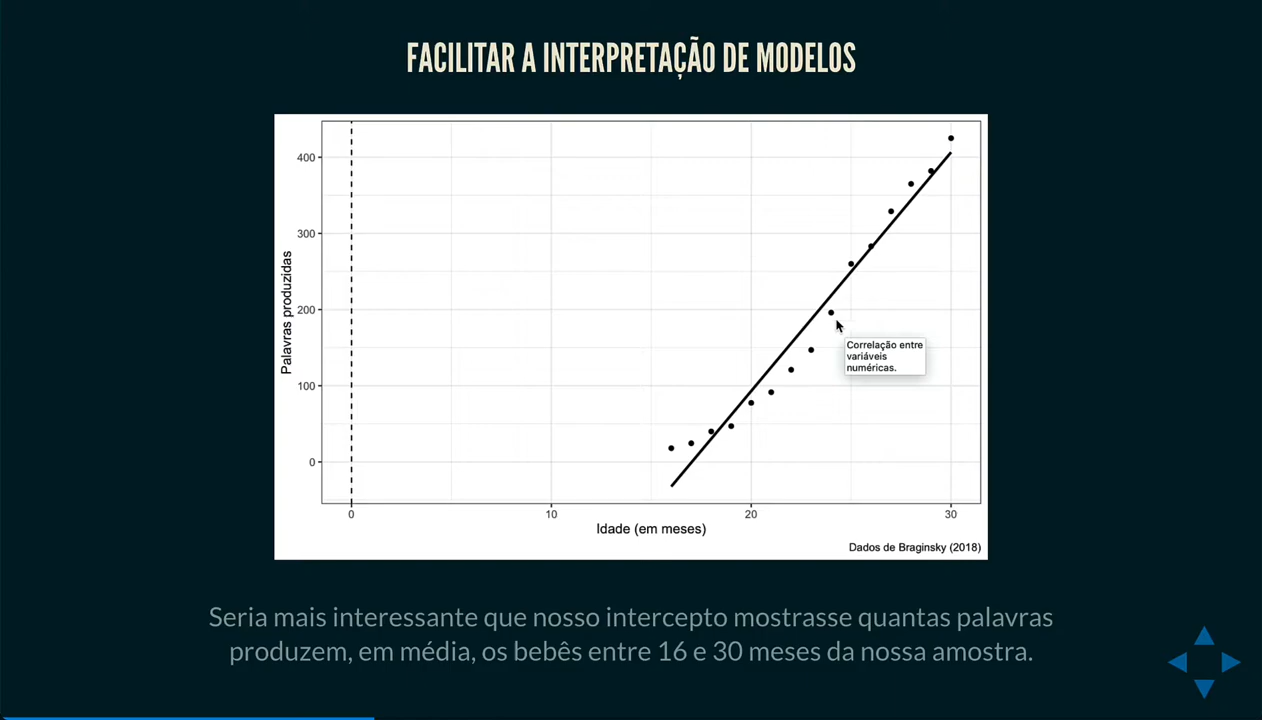 FACILITAR A INTERPRETAÇÃO DE MODELOS
400
300
200
100
0
Palavras produzidas
Correlação entre
variáveis
numéricas.
0 10 20 30
Idade (em meses)
Dados de Braginsky (2018)
Seria mais interessante que nosso intercepto mostrasse quantas palavras
produzem, em média, os bebês entre 16 e 30 meses da nossa amostra.